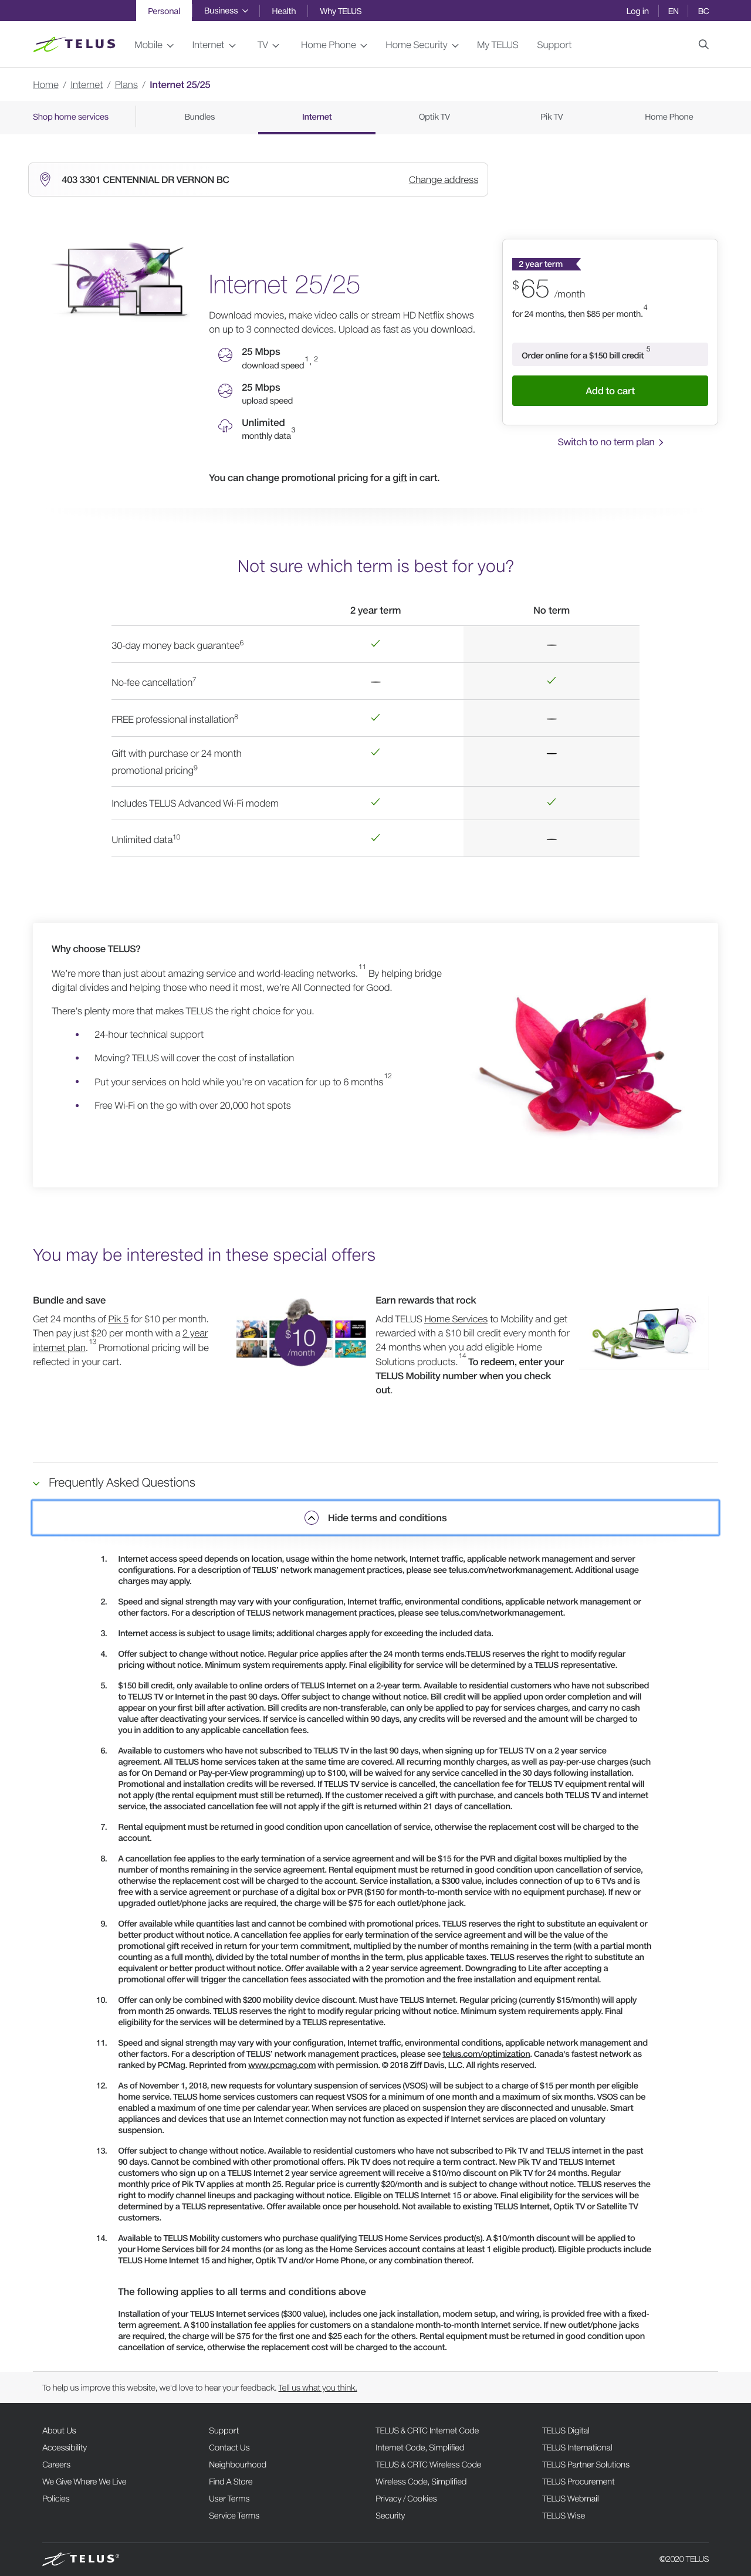 Personal Business Health Why TELUS Log in EN BC
TELUS Mobile Internet TV Home Phone Home Security My TELUS Support
Home / Internet / Plans / Internet 25/25
Shop home services Bundles Internet Optik TV Pik TV Home Phone
403 3301 CENTENNIAL DR VERNON BC Change address
Internet 25/25
Download movies, make video calls or stream HD Netflix shows
on up to 3 connected devices. Upload as fast as you download.
25 Mbps
download speed 1, 2
25 Mbps
upload speed
Unlimited
monthly data 3
You can change promotional pricing for a gift in cart.
2 year term
$65 /month
for 24 months, then $85 per month. 4
Order online for a $150 bill credit 5
Add to cart
Switch to no term plan
Not sure which term is best for you?
2 year term No term
30-day money back guarantee6 —
No-fee cancellation7 —
FREE professional installation8 —
Gift with purchase or 24 month —
promotional pricing9
Includes TELUS Advanced Wi-Fi modem
Unlimited data10 —
Why choose TELUS?
We're more than just about amazing service and world-leading networks. 11 By helping bridge
digital divides and helping those who need it most, we're All Connected for Good.
There's plenty more that makes TELUS the right choice for you.
• 24-hour technical support
• Moving? TELUS will cover the cost of installation
• Put your services on hold while you're on vacation for up to 6 months 12
• Free Wi-Fi on the go with over 20,000 hot spots
You may be interested in these special offers
Bundle and save
Get 24 months of Pik 5 for $10 per month.
Then pay just $20 per month with a 2 year
internet plan. 13 Promotional pricing will be
reflected in your cart.
$10
/month
Earn rewards that rock
Add TELUS Home Services to Mobility and get
rewarded with a $10 bill credit every month for
24 months when you add eligible Home
Solutions products. 14 To redeem, enter your
TELUS Mobility number when you check
out.
Frequently Asked Questions
Hide terms and conditions
1. Internet access speed depends on location, usage within the home network, Internet traffic, applicable network management and server
configurations. For a description of TELUS' network management practices, please see telus.com/networkmanagement. Additional usage
charges may apply.
2. Speed and signal strength may vary with your configuration, Internet traffic, environmental conditions, applicable network management or
other factors. For a description of TELUS network management practices, please see telus.com/networkmanagement.
3. Internet access is subject to usage limits; additional charges apply for exceeding the included data.
4. Offer subject to change without notice. Regular price applies after the 24 month terms ends.TELUS reserves the right to modify regular
pricing without notice. Minimum system requirements apply. Final eligibility for service will be determined by a TELUS representative.
5. $150 bill credit, only available to online orders of TELUS Internet on a 2-year term. Available to residential customers who have not subscribed
to TELUS TV or Internet in the past 90 days. Offer subject to change without notice. Bill credit will be applied upon order completion and will
appear on your first bill after activation. Bill credits are non-transferable, can only be applied to pay for services charges, and carry no cash
value after deactivating your services. If service is cancelled within 90 days, any credits will be reversed and the amount will be charged to
you in addition to any applicable cancellation fees.
6. Available to customers who have not subscribed to TELUS TV in the last 90 days, when signing up for TELUS TV on a 2 year service
agreement. All TELUS home services taken at the same time are covered. All recurring monthly charges, as well as pay-per-use charges (such
as for On Demand or Pay-per-View programming) up to $100, will be waived for any service cancelled in the 30 days following installation.
Promotional and installation credits will be reversed. If TELUS TV service is cancelled, the cancellation fee for TELUS TV equipment rental will
not apply (the rental equipment must still be returned). If the customer received a gift with purchase, and cancels both TELUS TV and internet
service, the associated cancellation fee will not apply if the gift is returned within 21 days of cancellation.
7. Rental equipment must be returned in good condition upon cancellation of service, otherwise the replacement cost will be charged to the
account.
8. A cancellation fee applies to the early termination of a service agreement and will be $15 for the PVR and digital boxes multiplied by the
number of months remaining in the service agreement. Rental equipment must be returned in good condition upon cancellation of service,
otherwise the replacement cost will be charged to the account. Service installation, a $300 value, includes connection of up to 6 TVs and is
free with a service agreement or purchase of a digital box or PVR ($150 for month-to-month service with no equipment purchase). If new or
upgraded outlet/phone jacks are required, the charge will be $75 for each outlet/phone jack.
9. Offer available while quantities last and cannot be combined with promotional prices. TELUS reserves the right to substitute an equivalent or
better product without notice. A cancellation fee applies for early termination of the service agreement and will be the value of the
promotional gift received in return for your term commitment, multiplied by the number of months remaining in the term (with a partial month
counting as a full month), divided by the total number of months in the term, plus applicable taxes. TELUS reserves the right to substitute an
equivalent or better product without notice. Offer available with a 2 year service agreement. Downgrading to Lite after accepting a
promotional offer will trigger the cancellation fees associated with the promotion and the free installation and equipment rental.
10. Offer can only be combined with $200 mobility device discount. Must have TELUS Internet. Regular pricing (currently $15/month) will apply
from month 25 onwards. TELUS reserves the right to modify regular pricing without notice. Minimum system requirements apply. Final
eligibility for the services will be determined by a TELUS representative.
11. Speed and signal strength may vary with your configuration, Internet traffic, environmental conditions, applicable network management and
other factors. For a description of TELUS' network management practices, please see telus.com/optimization. Canada's fastest network as
ranked by PCMag. Reprinted from www.pcmag.com with permission. © 2018 Ziff Davis, LLC. All rights reserved.
12. As of November 1, 2018, new requests for voluntary suspension of services (VSOS) will be subject to a charge of $15 per month per eligible
home service. TELUS home services customers can request VSOS for a minimum of one month and a maximum of six months. VSOS can be
enabled a maximum of one time per calendar year. When services are placed on suspension they are disconnected and unusable. Smart
appliances and devices that use an Internet connection may not function as expected if Internet services are placed on voluntary
suspension.
13. Offer subject to change without notice. Available to residential customers who have not subscribed to Pik TV and TELUS internet in the past
90 days. Cannot be combined with other promotional offers. Pik TV does not require a term contract. New Pik TV and TELUS Internet
customers who sign up on a TELUS Internet 2 year service agreement will receive a $10/mo discount on Pik TV for 24 months. Regular
monthly price of Pik TV applies at month 25. Regular price is currently $20/month and is subject to change without notice. TELUS reserves the
right to modify channel lineups and packaging without notice. Eligible on TELUS Internet 15 or above. Final eligibility for the services will be
determined by a TELUS representative. Offer available once per household. Not available to existing TELUS Internet, Optik TV or Satellite TV
customers.
14. Available to TELUS Mobility customers who purchase qualifying TELUS Home Services product(s). A $10/month discount will be applied to
your Home Services bill for 24 months (or as long as the Home Services account contains at least 1 eligible product). Eligible products include
TELUS Home Internet 15 and higher, Optik TV and/or Home Phone, or any combination thereof.
The following applies to all terms and conditions above
Installation of your TELUS Internet services ($300 value), includes one jack installation, modem setup, and wiring, is provided free with a fixed-
term agreement. A $100 installation fee applies for customers on a standalone month-to-month Internet service. If new outlet/phone jacks
are required, the charge will be $75 for the first one and $25 each for the others. Rental equipment must be returned in good condition upon
cancellation of service, otherwise the replacement cost will be charged to the account.
To help us improve this website, we'd love to hear your feedback. Tell us what you think.
About Us Support TELUS & CRTC Internet Code TELUS Digital
Accessibility Contact Us Internet Code, Simplified TELUS International
Careers Neighbourhood TELUS & CRTC Wireless Code TELUS Partner Solutions
We Give Where We Live Find A Store Wireless Code, Simplified TELUS Procurement
Policies User Terms Privacy / Cookies TELUS Webmail
Service Terms Security TELUS Wise
TELUS® ©2020 TELUS